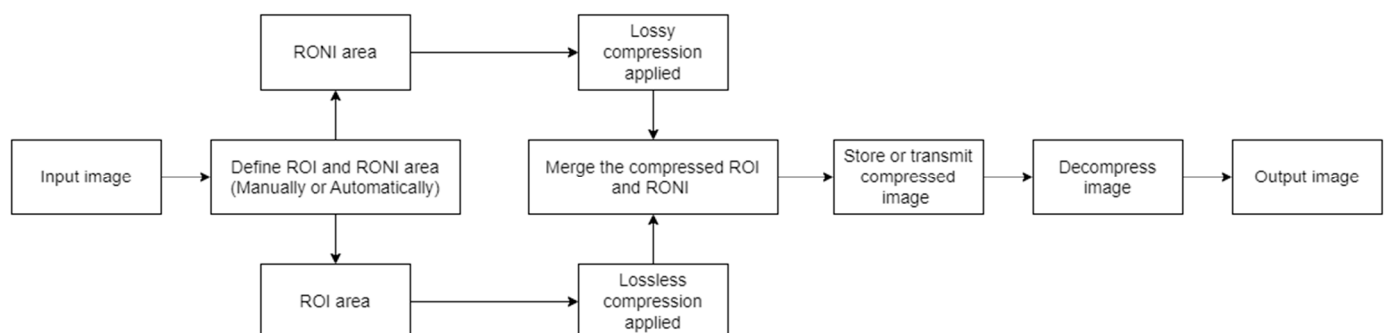 RONI area
Lossy
compression
applied
Input image
Define ROI and RONI area
(Manually or Automatically)
Merge the compressed ROI
and RONI
Store or transmit
compressed
image
Decompress
image
Output image
ROI area
Lossless
compression
applied